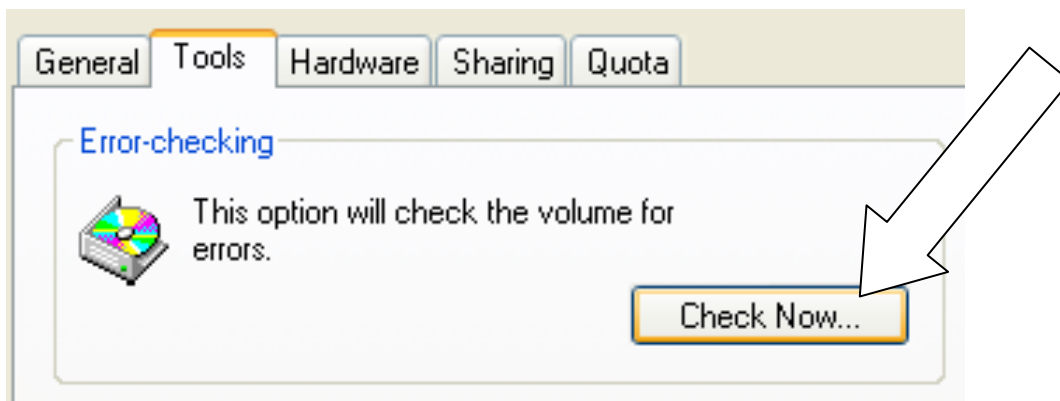 General Tools Hardware Sharing Quota
Error-checking
This option will check the volume for
errors.
Check Now...